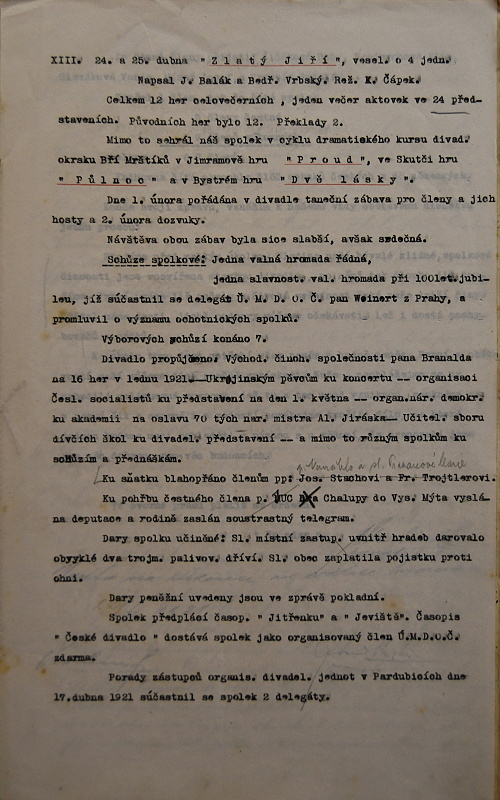 XIII. 24. a 25. dubna " Z l a t ý  J i ř í ", vesel. o 4 jedn.
Napsal J. Balák a Bedř. Vrbský. Rež. K. Čápek.
Celkem 12 her celovečerních , jeden večer aktovek ve 24 před-
staveních. Původních her bylo 12. Překlady 2.
Mimo to sehrál náš spolek v cyklu dramatického kursu divad.
okrsku Bří Mrštíků v Jimramově hru " P r o u d ", ve Skutči hru
" P ů l n o c " a v Bystrém hru " D v ě  l á s k y ".
Dne 1. února pořádána v divadle taneční zábava pro členy a jich
hosty a 2. února dozvuky.
Návštěva obou zábav byla sice slabší, avšak srdečná.
Schůze spolkové: Jedna valná hromada řádná,
jedna slavnost. val. hromada při 100let.jubi-
leu, jíž súčastnil se delegát Ú. M. D. O. Č. pan Weinert z Prahy, a
promluvil o významu ochotnických spolků.
Výborových schůzí konáno 7.
Divadlo propůjčeno: Východ. činoh. společnosti pana Branalda
na 16 her v lednu 1921.--Ukrajinským pěvcům ku koncertu -- organisaci
Česl. socialistů ku představení na den 1. května -- organ.nár. demokr.
ku akademii na oslavu 70 tých nar. mistra Al. Jiráska-- Učitel. sboru
dívčích škol ku divadel. představení -- a mimo to různým spolkům ku
schůzím a přednáškám.
Ku sňatku blahopřáno členům pp: Jos. Stachovi a Fr. Trojtlerovi.
Ku pohřbu čestného člena p. JUC Chalupy do Vys. Mýta vyslá-
na deputace a rodině zaslán soustrastný telegram.
Dary spolku učiněné: Sl. místní zastup. uvnitř hradeb darovalo
obvyklé dva trojm. palivov. dříví. Sl. obec zaplatila pojistku proti
ohni.
Dary peněžní uvedeny jsou ve zprávě pokladní.
Spolek předplácí časop. " Jitřenku" a " Jeviště". Časopis
" České divadlo " dostává spolek jako organisovaný člen Ú.M.D.O.Č.
zdarma.
Porady zástupců organis. divadel. jednot v Pardubicích dne
17.dubna 1921 súčastnil se spolek 2 delegáty.